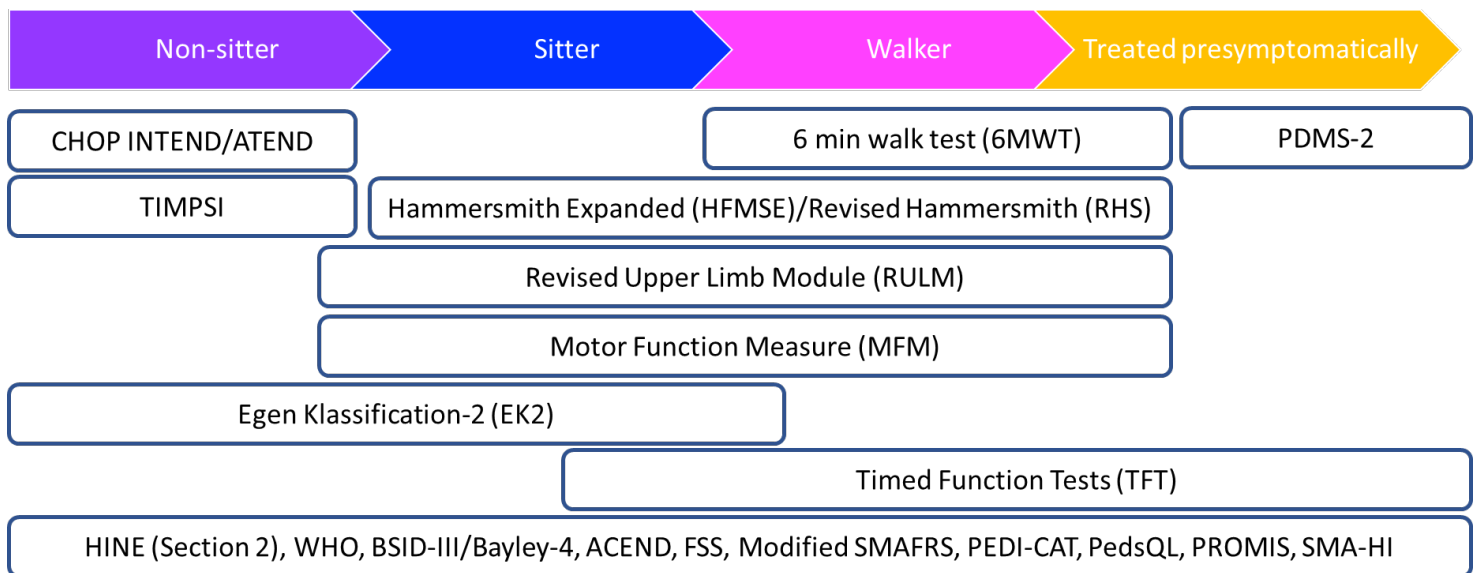 Non-sitter
Sitter
Walker
Treated presymptomatically
CHOP INTEND/ATEND
6 min walk test (6MWT)
PDMS-2
TIMPSI
Hammersmith Expanded (HFMSE)/Revised Hammersmith (RHS)
Revised Upper Limb Module (RULM)
Motor Function Measure (MFM)
Egen Klassification-2 (EK2)
Timed Function Tests (TFT)
HINE (Section 2), WHO, BSID-III/Bayley-4, ACEND, FSS, Modified SMAFRS, PEDI-CAT, PedsQL, PROMIS, SMA-HI